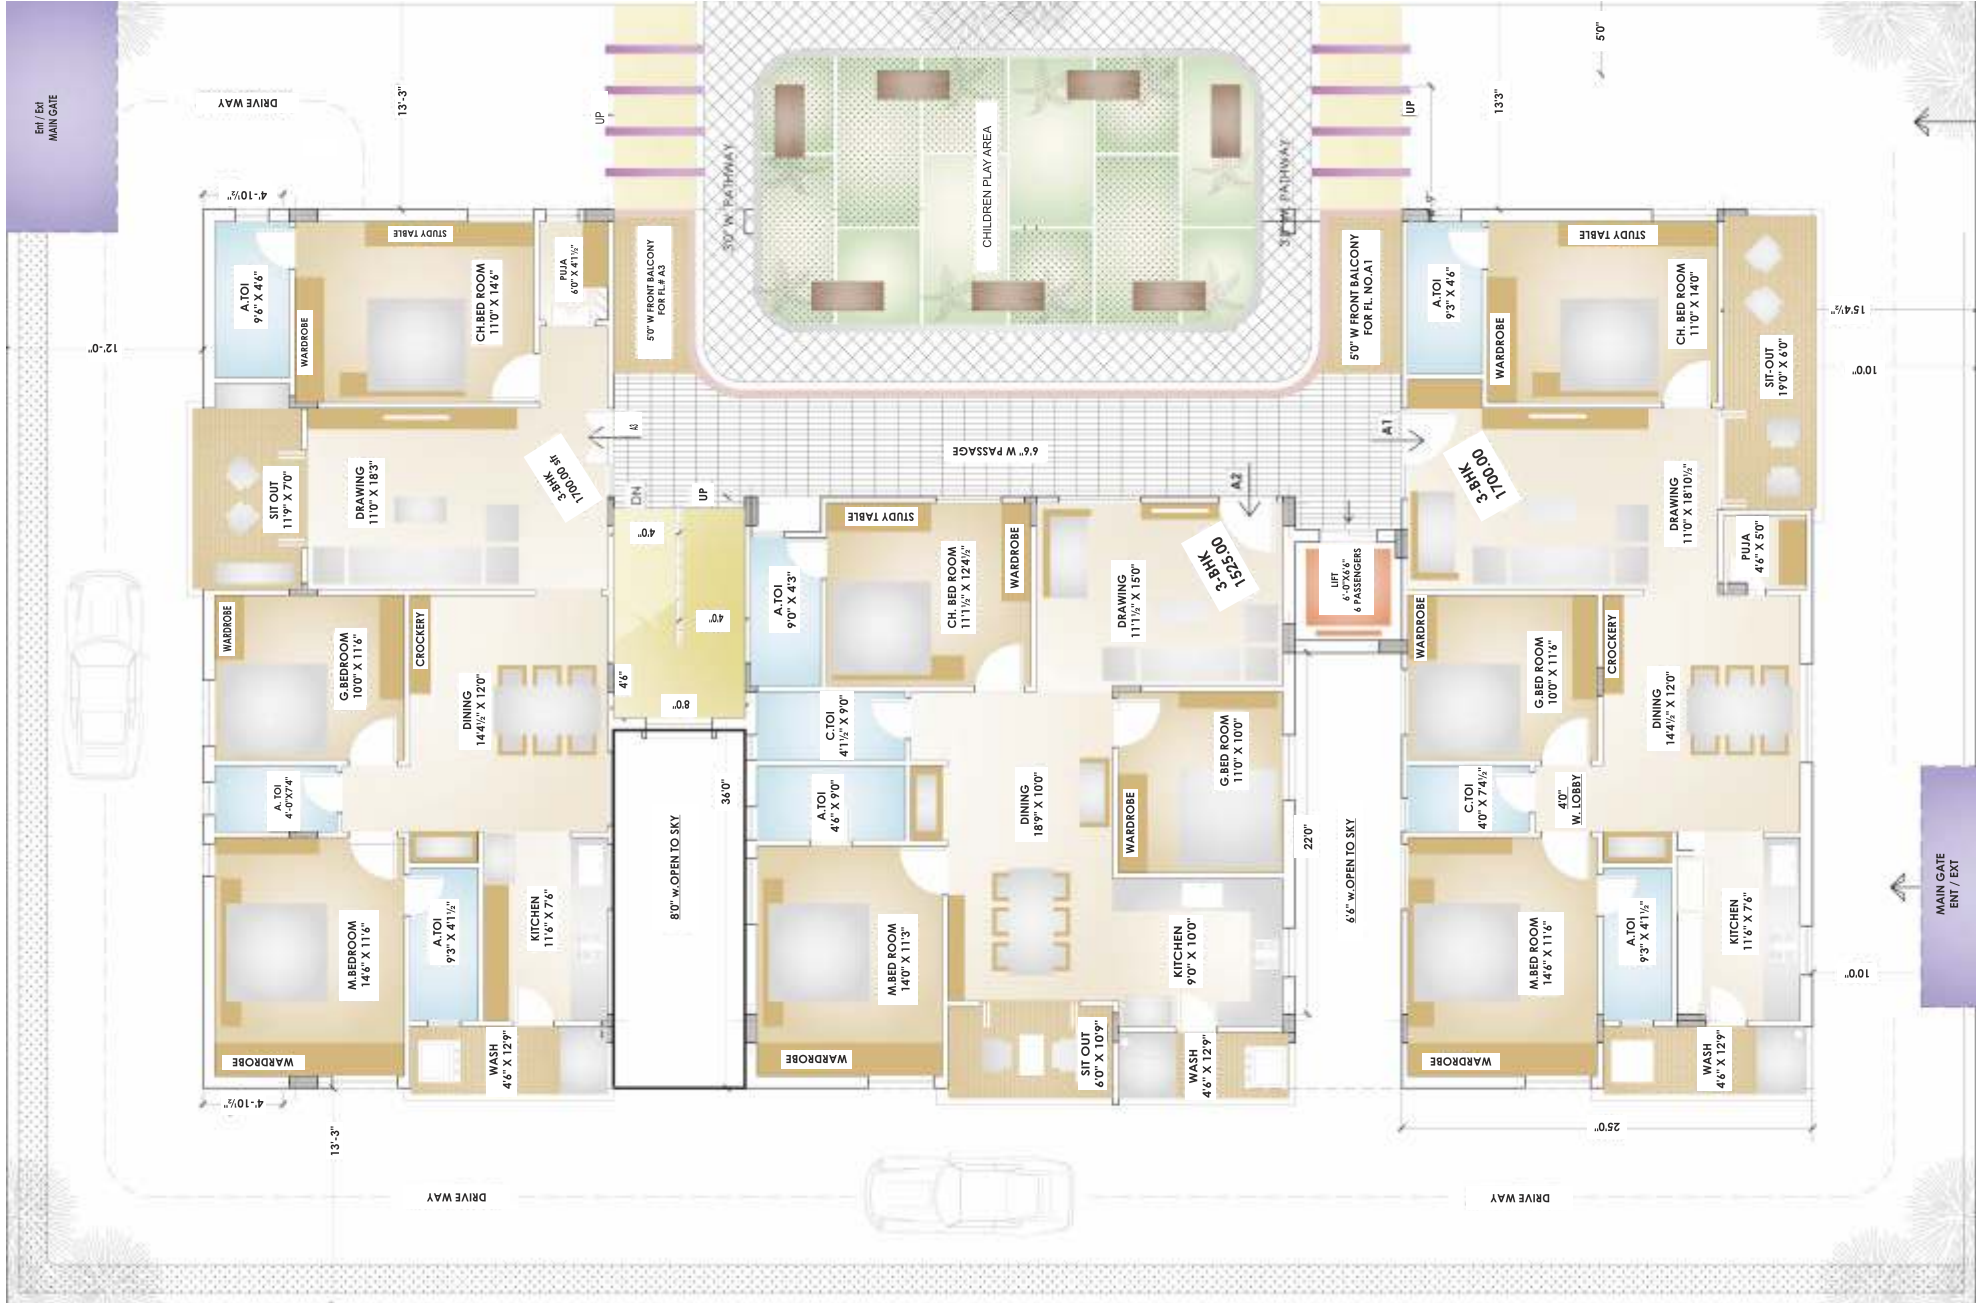 Ent / Ext
MAIN GATE
DRIVE WAY
13'-3"
UP
3'0" W PATHWAY
CHILDREN PLAY AREA
UP
13'3"
5'0"
4'-10½"
A.TOI
9'6" X 4'6"
STUDY TABLE
CH.BED ROOM
11'0" X 14'6"
WARDROBE
PUJA
6'0" X 4'1½"
5'0" W FRONT BALCONY
FOR FL.# A3
5'0" W FRONT BALCONY
FOR FL. NO.A1
A.TOI
9'3" X 4'6"
STUDY TABLE
CH. BED ROOM
11'0" X 14'0"
WARDROBE
SIT-OUT
19'0" X 6'0"
15'4½"
10'0"
12'-0"
SIT OUT
11'9" X 7'0"
DRAWING
11'0" X 18'3"
3-BHK
1700.00 sft
A3
6'6" W PASSAGE
A1
3-BHK
1700.00
DRAWING
11'0" X 18'10½"
PUJA
4'6" X 5'0"
DN
UP
4'0"
4'0"
4'6"
8'0"
A.TOI
9'0" X 4'3"
STUDY TABLE
CH. BED ROOM
11'1½" X 12'4½"
WARDROBE
A2
3-BHK
1525.00
DRAWING
11'1½" X 15'0"
LIFT
6'-0"X6'6"
6 PASSENGERS
WARDROBE
G.BEDROOM
10'0" X 11'6"
CROCKERY
DINING
14'4½" X 12'0"
A.TOI
4'-0"X7'4"
C.TOI
4'1½" X 9'0"
A.TOI
4'6" X 9'0"
DINING
18'9" X 10'0"
G.BED ROOM
11'0" X 10'0"
WARDROBE
WARDROBE
G.BED ROOM
10'0" X 11'6"
CROCKERY
DINING
14'4½" X 12'0"
C.TOI
4'0" X 7'4½"
4'0"
W. LOBBY
36'0"
8'0" w.OPEN TO SKY
22'0"
6'6" w.OPEN TO SKY
M.BEDROOM
14'6" X 11'6"
A.TOI
9'3" X 4'1½"
KITCHEN
11'6" X 7'6"
WARDROBE
WASH
4'6" X 12'9"
M.BED ROOM
14'0" X 11'3"
WARDROBE
SIT OUT
6'0" X 10'9"
KITCHEN
9'0" X 10'0"
WASH
4'6" X 12'9"
M.BED ROOM
14'6" X 11'6"
WARDROBE
A.TOI
9'3" X 4'1½"
KITCHEN
11'6" X 7'6"
WASH
4'6" X 12'9"
MAIN GATE
ENT / EXT
10'0"
4'-10½"
13'-3"
25'0"
DRIVE WAY
DRIVE WAY